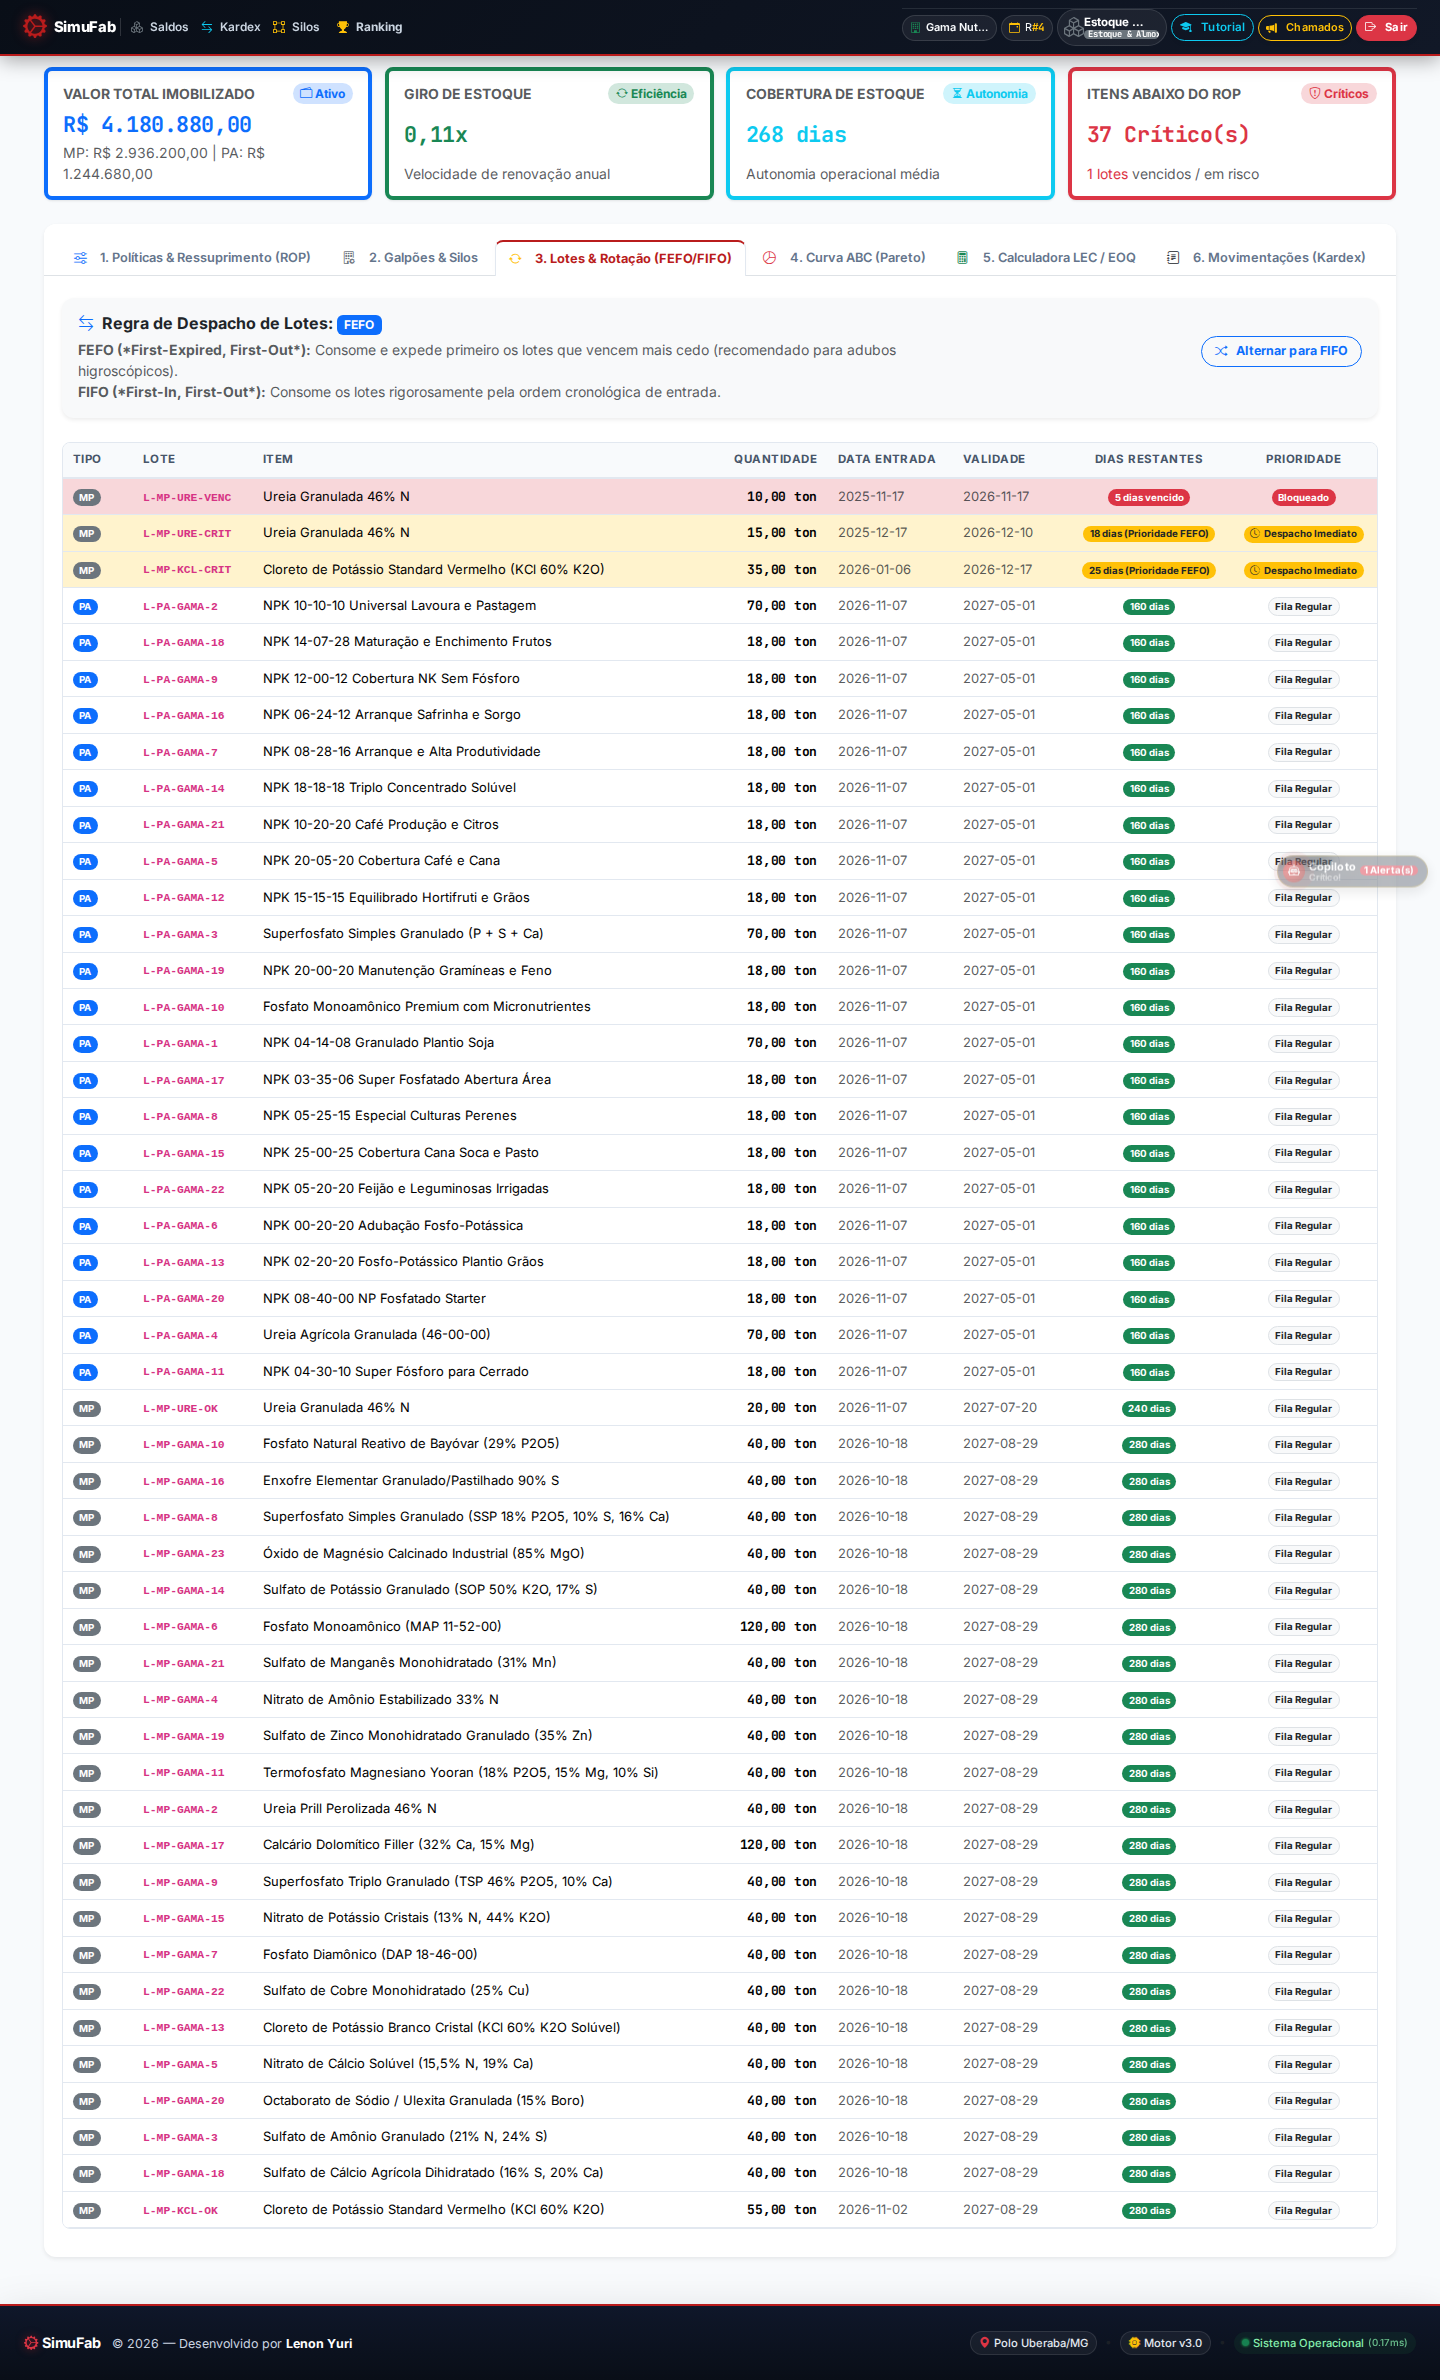 SimuFab Saldos Kardex Silos Ranking Gama Nut... R#4 Estoque ... Tutorial Chamados Sair
VALOR TOTAL IMOBILIZADO Ativo
R$ 4.180.880,00
MP: R$ 2.936.200,00 | PA: R$
1.244.680,00
GIRO DE ESTOQUE Eficiência
0,11x
Velocidade de renovação anual
COBERTURA DE ESTOQUE Autonomia
268 dias
Autonomia operacional média
ITENS ABAIXO DO ROP Críticos
37 Crítico(s)
1 lotes vencidos / em risco
1. Políticas & Ressuprimento (ROP) 2. Galpões & Silos 3. Lotes & Rotação (FEFO/FIFO) 4. Curva ABC (Pareto) 5. Calculadora LEC / EOQ 6. Movimentações (Kardex)
Regra de Despacho de Lotes: FEFO
FEFO (*First-Expired, First-Out*): Consome e expede primeiro os lotes que vencem mais cedo (recomendado para adubos
higroscópicos).
FIFO (*First-In, First-Out*): Consome os lotes rigorosamente pela ordem cronológica de entrada.
Alternar para FIFO
TIPO LOTE ITEM QUANTIDADE DATA ENTRADA VALIDADE DIAS RESTANTES PRIORIDADE
MP L-MP-URE-VENC Ureia Granulada 46% N 10,00 ton 2025-11-17 2026-11-17 5 dias vencido Bloqueado
MP L-MP-URE-CRIT Ureia Granulada 46% N 15,00 ton 2025-12-17 2026-12-10 18 dias (Prioridade FEFO) Despacho Imediato
MP L-MP-KCL-CRIT Cloreto de Potássio Standard Vermelho (KCl 60% K2O) 35,00 ton 2026-01-06 2026-12-17 25 dias (Prioridade FEFO) Despacho Imediato
PA L-PA-GAMA-2 NPK 10-10-10 Universal Lavoura e Pastagem 70,00 ton 2026-11-07 2027-05-01 160 dias Fila Regular
PA L-PA-GAMA-18 NPK 14-07-28 Maturação e Enchimento Frutos 18,00 ton 2026-11-07 2027-05-01 160 dias Fila Regular
PA L-PA-GAMA-9 NPK 12-00-12 Cobertura NK Sem Fósforo 18,00 ton 2026-11-07 2027-05-01 160 dias Fila Regular
PA L-PA-GAMA-16 NPK 06-24-12 Arranque Safrinha e Sorgo 18,00 ton 2026-11-07 2027-05-01 160 dias Fila Regular
PA L-PA-GAMA-7 NPK 08-28-16 Arranque e Alta Produtividade 18,00 ton 2026-11-07 2027-05-01 160 dias Fila Regular
PA L-PA-GAMA-14 NPK 18-18-18 Triplo Concentrado Solúvel 18,00 ton 2026-11-07 2027-05-01 160 dias Fila Regular
PA L-PA-GAMA-21 NPK 10-20-20 Café Produção e Citros 18,00 ton 2026-11-07 2027-05-01 160 dias Fila Regular
PA L-PA-GAMA-5 NPK 20-05-20 Cobertura Café e Cana 18,00 ton 2026-11-07 2027-05-01 160 dias Fila Regular
Copiloto Crítico! 1 Alerta(s)
PA L-PA-GAMA-12 NPK 15-15-15 Equilibrado Hortifruti e Grãos 18,00 ton 2026-11-07 2027-05-01 160 dias Fila Regular
PA L-PA-GAMA-3 Superfosfato Simples Granulado (P + S + Ca) 70,00 ton 2026-11-07 2027-05-01 160 dias Fila Regular
PA L-PA-GAMA-19 NPK 20-00-20 Manutenção Gramíneas e Feno 18,00 ton 2026-11-07 2027-05-01 160 dias Fila Regular
PA L-PA-GAMA-10 Fosfato Monoamônico Premium com Micronutrientes 18,00 ton 2026-11-07 2027-05-01 160 dias Fila Regular
PA L-PA-GAMA-1 NPK 04-14-08 Granulado Plantio Soja 70,00 ton 2026-11-07 2027-05-01 160 dias Fila Regular
PA L-PA-GAMA-17 NPK 03-35-06 Super Fosfatado Abertura Área 18,00 ton 2026-11-07 2027-05-01 160 dias Fila Regular
PA L-PA-GAMA-8 NPK 05-25-15 Especial Culturas Perenes 18,00 ton 2026-11-07 2027-05-01 160 dias Fila Regular
PA L-PA-GAMA-15 NPK 25-00-25 Cobertura Cana Soca e Pasto 18,00 ton 2026-11-07 2027-05-01 160 dias Fila Regular
PA L-PA-GAMA-22 NPK 05-20-20 Feijão e Leguminosas Irrigadas 18,00 ton 2026-11-07 2027-05-01 160 dias Fila Regular
PA L-PA-GAMA-6 NPK 00-20-20 Adubação Fosfo-Potássica 18,00 ton 2026-11-07 2027-05-01 160 dias Fila Regular
PA L-PA-GAMA-13 NPK 02-20-20 Fosfo-Potássico Plantio Grãos 18,00 ton 2026-11-07 2027-05-01 160 dias Fila Regular
PA L-PA-GAMA-20 NPK 08-40-00 NP Fosfatado Starter 18,00 ton 2026-11-07 2027-05-01 160 dias Fila Regular
PA L-PA-GAMA-4 Ureia Agrícola Granulada (46-00-00) 70,00 ton 2026-11-07 2027-05-01 160 dias Fila Regular
PA L-PA-GAMA-11 NPK 04-30-10 Super Fósforo para Cerrado 18,00 ton 2026-11-07 2027-05-01 160 dias Fila Regular
MP L-MP-URE-OK Ureia Granulada 46% N 20,00 ton 2026-11-07 2027-07-20 240 dias Fila Regular
MP L-MP-GAMA-10 Fosfato Natural Reativo de Bayóvar (29% P2O5) 40,00 ton 2026-10-18 2027-08-29 280 dias Fila Regular
MP L-MP-GAMA-16 Enxofre Elementar Granulado/Pastilhado 90% S 40,00 ton 2026-10-18 2027-08-29 280 dias Fila Regular
MP L-MP-GAMA-8 Superfosfato Simples Granulado (SSP 18% P2O5, 10% S, 16% Ca) 40,00 ton 2026-10-18 2027-08-29 280 dias Fila Regular
MP L-MP-GAMA-23 Óxido de Magnésio Calcinado Industrial (85% MgO) 40,00 ton 2026-10-18 2027-08-29 280 dias Fila Regular
MP L-MP-GAMA-14 Sulfato de Potássio Granulado (SOP 50% K2O, 17% S) 40,00 ton 2026-10-18 2027-08-29 280 dias Fila Regular
MP L-MP-GAMA-6 Fosfato Monoamônico (MAP 11-52-00) 120,00 ton 2026-10-18 2027-08-29 280 dias Fila Regular
MP L-MP-GAMA-21 Sulfato de Manganês Monohidratado (31% Mn) 40,00 ton 2026-10-18 2027-08-29 280 dias Fila Regular
MP L-MP-GAMA-4 Nitrato de Amônio Estabilizado 33% N 40,00 ton 2026-10-18 2027-08-29 280 dias Fila Regular
MP L-MP-GAMA-19 Sulfato de Zinco Monohidratado Granulado (35% Zn) 40,00 ton 2026-10-18 2027-08-29 280 dias Fila Regular
MP L-MP-GAMA-11 Termofosfato Magnesiano Yooran (18% P2O5, 15% Mg, 10% Si) 40,00 ton 2026-10-18 2027-08-29 280 dias Fila Regular
MP L-MP-GAMA-2 Ureia Prill Perolizada 46% N 40,00 ton 2026-10-18 2027-08-29 280 dias Fila Regular
MP L-MP-GAMA-17 Calcário Dolomítico Filler (32% Ca, 15% Mg) 120,00 ton 2026-10-18 2027-08-29 280 dias Fila Regular
MP L-MP-GAMA-9 Superfosfato Triplo Granulado (TSP 46% P2O5, 10% Ca) 40,00 ton 2026-10-18 2027-08-29 280 dias Fila Regular
MP L-MP-GAMA-15 Nitrato de Potássio Cristais (13% N, 44% K2O) 40,00 ton 2026-10-18 2027-08-29 280 dias Fila Regular
MP L-MP-GAMA-7 Fosfato Diamônico (DAP 18-46-00) 40,00 ton 2026-10-18 2027-08-29 280 dias Fila Regular
MP L-MP-GAMA-22 Sulfato de Cobre Monohidratado (25% Cu) 40,00 ton 2026-10-18 2027-08-29 280 dias Fila Regular
MP L-MP-GAMA-13 Cloreto de Potássio Branco Cristal (KCl 60% K2O Solúvel) 40,00 ton 2026-10-18 2027-08-29 280 dias Fila Regular
MP L-MP-GAMA-5 Nitrato de Cálcio Solúvel (15,5% N, 19% Ca) 40,00 ton 2026-10-18 2027-08-29 280 dias Fila Regular
MP L-MP-GAMA-20 Octaborato de Sódio / Ulexita Granulada (15% Boro) 40,00 ton 2026-10-18 2027-08-29 280 dias Fila Regular
MP L-MP-GAMA-3 Sulfato de Amônio Granulado (21% N, 24% S) 40,00 ton 2026-10-18 2027-08-29 280 dias Fila Regular
MP L-MP-GAMA-18 Sulfato de Cálcio Agrícola Dihidratado (16% S, 20% Ca) 40,00 ton 2026-10-18 2027-08-29 280 dias Fila Regular
MP L-MP-KCL-OK Cloreto de Potássio Standard Vermelho (KCl 60% K2O) 55,00 ton 2026-11-02 2027-08-29 280 dias Fila Regular
SimuFab © 2026 — Desenvolvido por Lenon Yuri Polo Uberaba/MG Motor v3.0 Sistema Operacional (0.17ms)